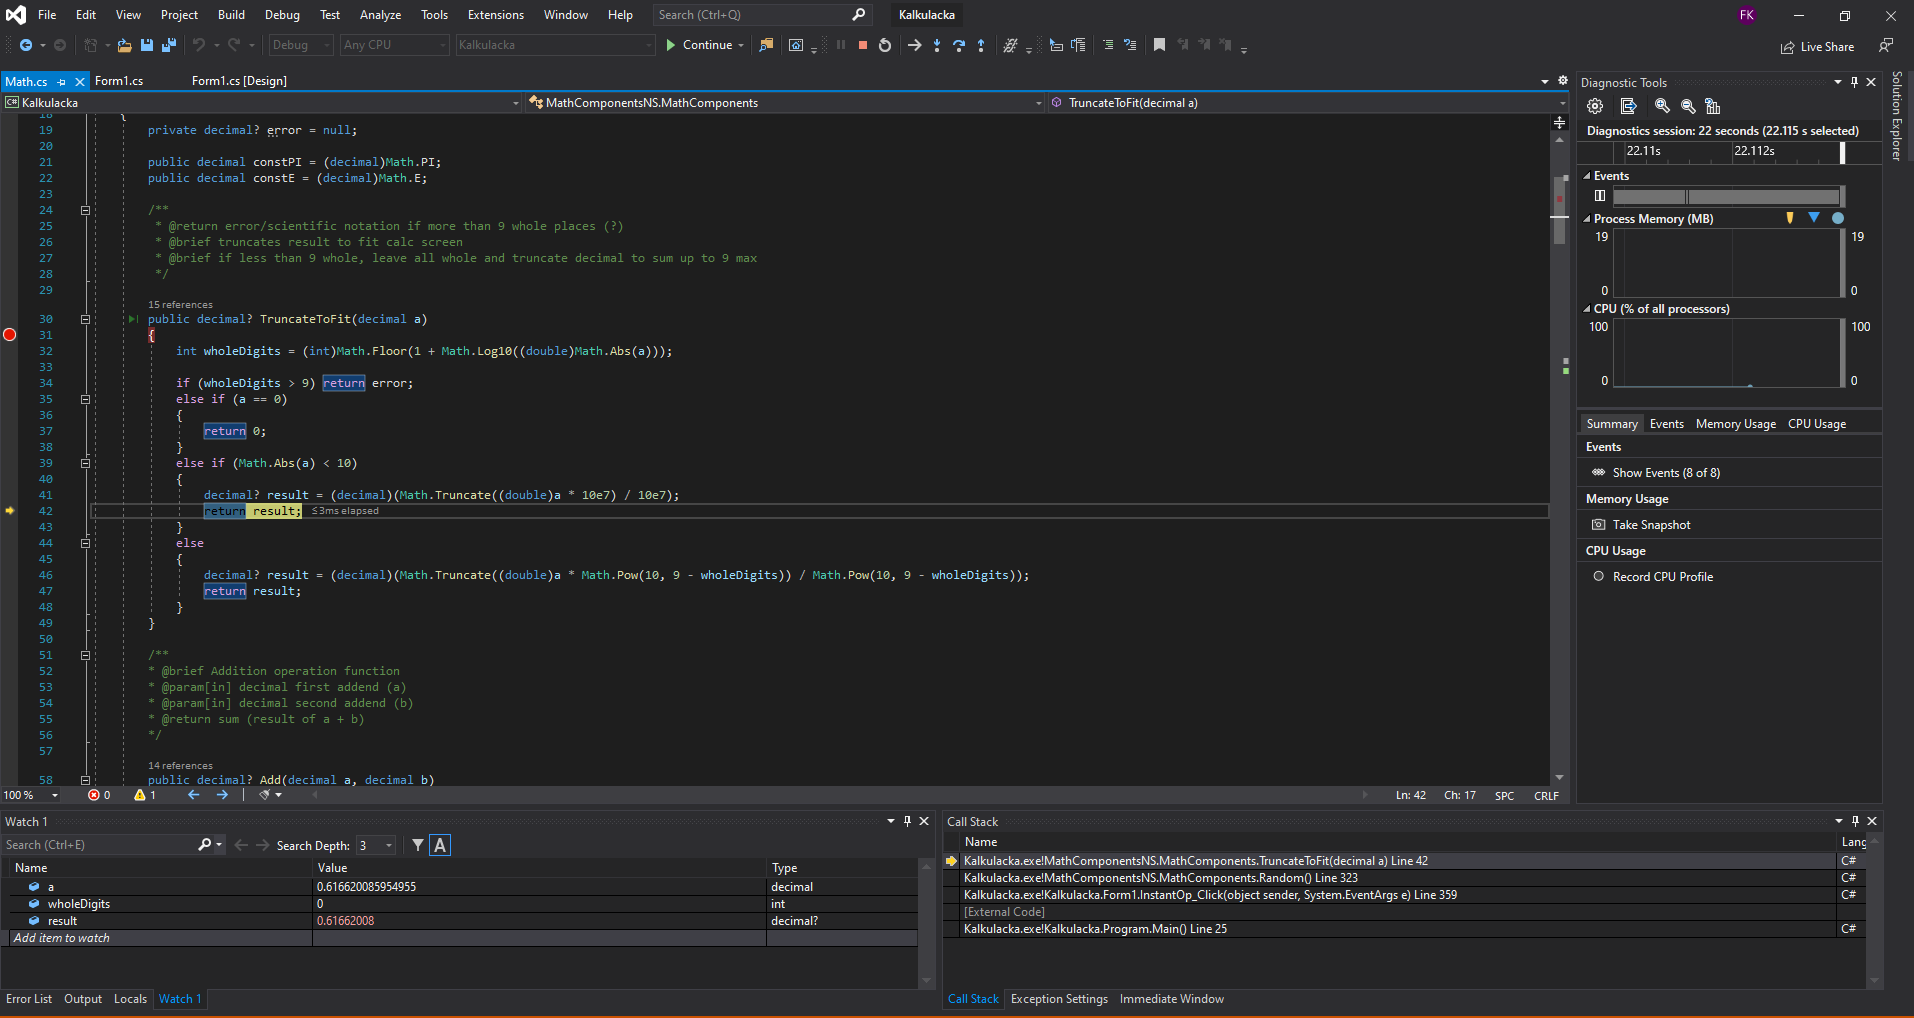 File Edit View Project Build Debug Test Analyze Tools Extensions Window Help Search (Ctrl+Q) Kalkulacka FK
Debug Any CPU Kalkulacka Continue Live Share
Math.cs Form1.cs Form1.cs [Design]
C# Kalkulacka MathComponentsNS.MathComponents TruncateToFit(decimal a)
18 {
19 private decimal? error = null;
20
21 public decimal constPI = (decimal)Math.PI;
22 public decimal constE = (decimal)Math.E;
23
24 /**
25 * @return error/scientific notation if more than 9 whole places (?)
26 * @brief truncates result to fit calc screen
27 * @brief if less than 9 whole, leave all whole and truncate decimal to sum up to 9 max
28 */
29
15 references
30 public decimal? TruncateToFit(decimal a)
31 {
32 int wholeDigits = (int)Math.Floor(1 + Math.Log10((double)Math.Abs(a)));
33
34 if (wholeDigits > 9) return error;
35 else if (a == 0)
36 {
37 return 0;
38 }
39 else if (Math.Abs(a) < 10)
40 {
41 decimal? result = (decimal)(Math.Truncate((double)a * 10e7) / 10e7);
42 return result; ≤3ms elapsed
43 }
44 else
45 {
46 decimal? result = (decimal)(Math.Truncate((double)a * Math.Pow(10, 9 - wholeDigits)) / Math.Pow(10, 9 - wholeDigits));
47 return result;
48 }
49 }
50
51 /**
52 * @brief Addition operation function
53 * @param[in] decimal first addend (a)
54 * @param[in] decimal second addend (b)
55 * @return sum (result of a + b)
56 */
57
14 references
58 public decimal? Add(decimal a, decimal b)
100 % 0 1 Ln: 42 Ch: 17 SPC CRLF
Diagnostic Tools
Diagnostics session: 22 seconds (22.115 s selected)
22.11s 22.112s
Events
Process Memory (MB)
19 19
0 0
CPU (% of all processors)
100 100
0 0
Summary Events Memory Usage CPU Usage
Events
Show Events (8 of 8)
Memory Usage
Take Snapshot
CPU Usage
Record CPU Profile
Solution Explorer
Watch 1
Search (Ctrl+E) Search Depth: 3 A
Name Value Type
a 0.616620085954955 decimal
wholeDigits 0 int
result 0.61662008 decimal?
Add item to watch
Error List Output Locals Watch 1
Call Stack
Name Lang
Kalkulacka.exe!MathComponentsNS.MathComponents.TruncateToFit(decimal a) Line 42 C#
Kalkulacka.exe!MathComponentsNS.MathComponents.Random() Line 323 C#
Kalkulacka.exe!Kalkulacka.Form1.InstantOp_Click(object sender, System.EventArgs e) Line 359 C#
[External Code]
Kalkulacka.exe!Kalkulacka.Program.Main() Line 25 C#
Call Stack Exception Settings Immediate Window